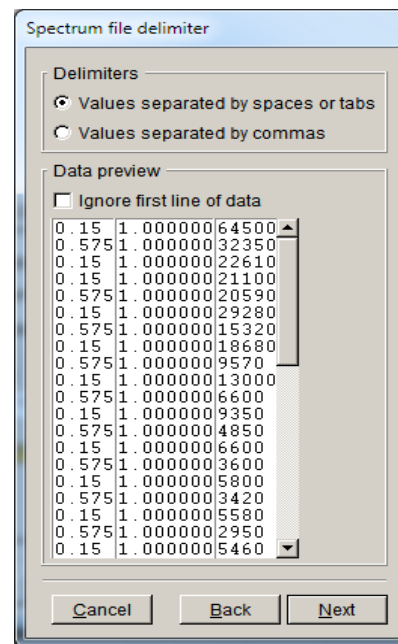 Spectrum file delimiter
Delimiters
Values separated by spaces or tabs
Values separated by commas
Data preview
Ignore first line of data
0.15 1.000000 64500
0.575 1.000000 32350
0.15 1.000000 22610
0.15 1.000000 21100
0.575 1.000000 20590
0.15 1.000000 29280
0.575 1.000000 15320
0.15 1.000000 18680
0.575 1.000000 9570
0.15 1.000000 13000
0.575 1.000000 6600
0.15 1.000000 9350
0.575 1.000000 4850
0.15 1.000000 6600
0.575 1.000000 3600
0.15 1.000000 5800
0.575 1.000000 3420
0.15 1.000000 5580
0.575 1.000000 2950
0.15 1.000000 5460
Cancel Back Next